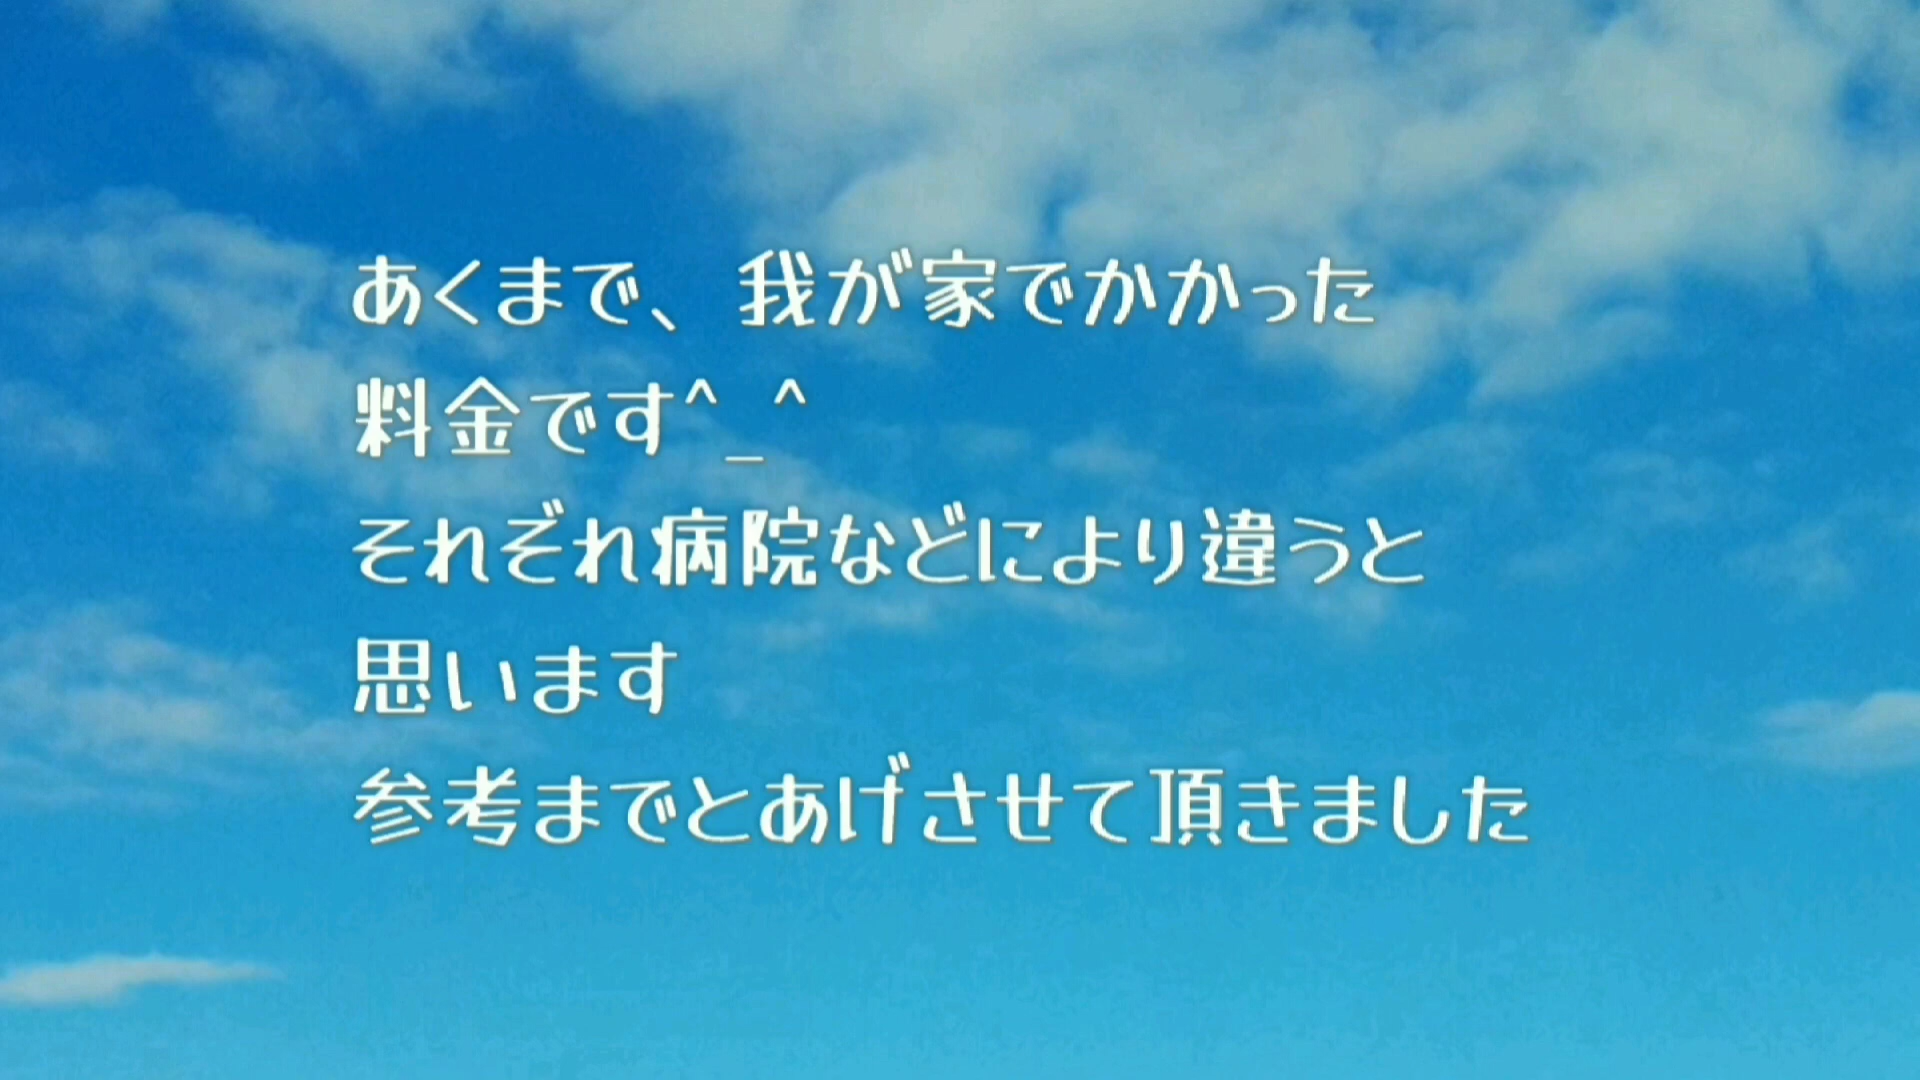 あくまで、我が家でかかった
料金です^_^
それぞれ病院などにより違うと
思います
参考までとあげさせて頂きました